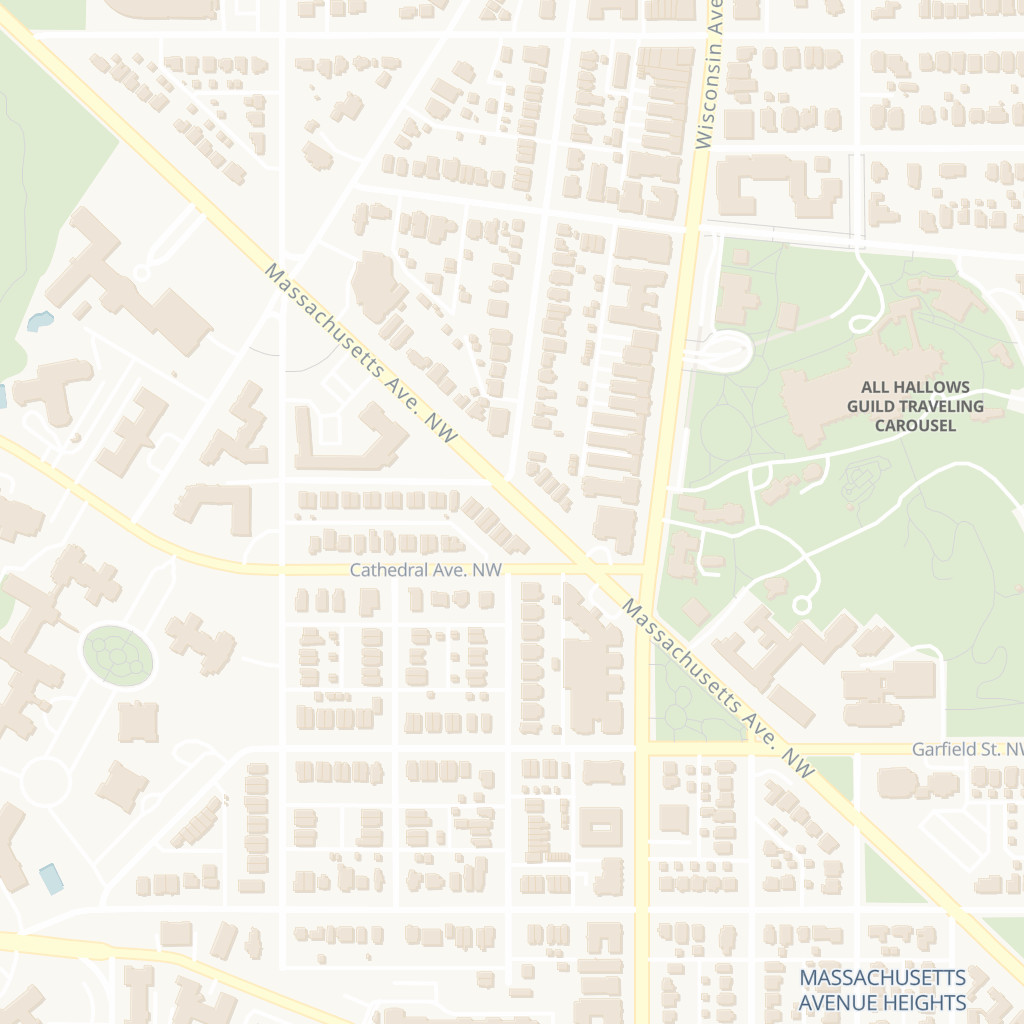 Wisconsin Ave
Massachusetts Ave. NW
ALL HALLOWS
GUILD TRAVELING
CAROUSEL
Cathedral Ave. NW
Massachusetts Ave. NW
Garfield St. NW
MASSACHUSETTS
AVENUE HEIGHTS